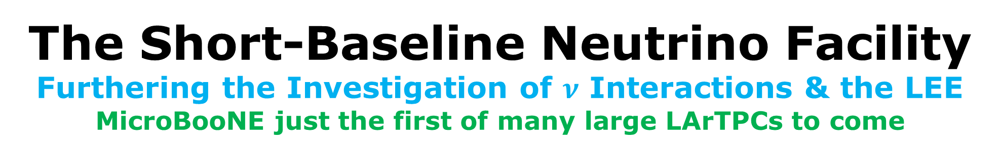 The Short-Baseline Neutrino Facility
Furthering the Investigation of ν Interactions & the LEE
MicroBooNE just the first of many large LArTPCs to come